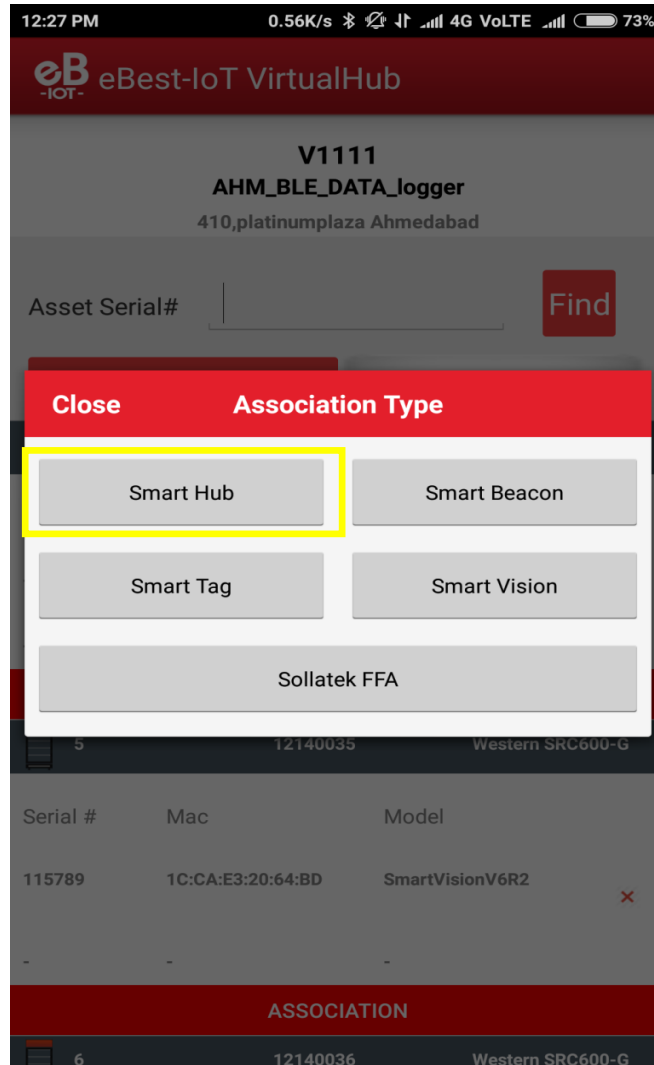 12:27 PM 0.56K/s 4G VoLTE 73%
eB -IOT- eBest-IoT VirtualHub
V1111
AHM_BLE_DATA_logger
410,platinumplaza Ahmedabad
Asset Serial# Find
Close Association Type
Smart Hub Smart Beacon
Smart Tag Smart Vision
Sollatek FFA
5 12140035 Western SRC600-G
Serial # Mac Model
115789 1C:CA:E3:20:64:BD SmartVisionV6R2 ×
- - -
ASSOCIATION
6 12140036 Western SRC600-G